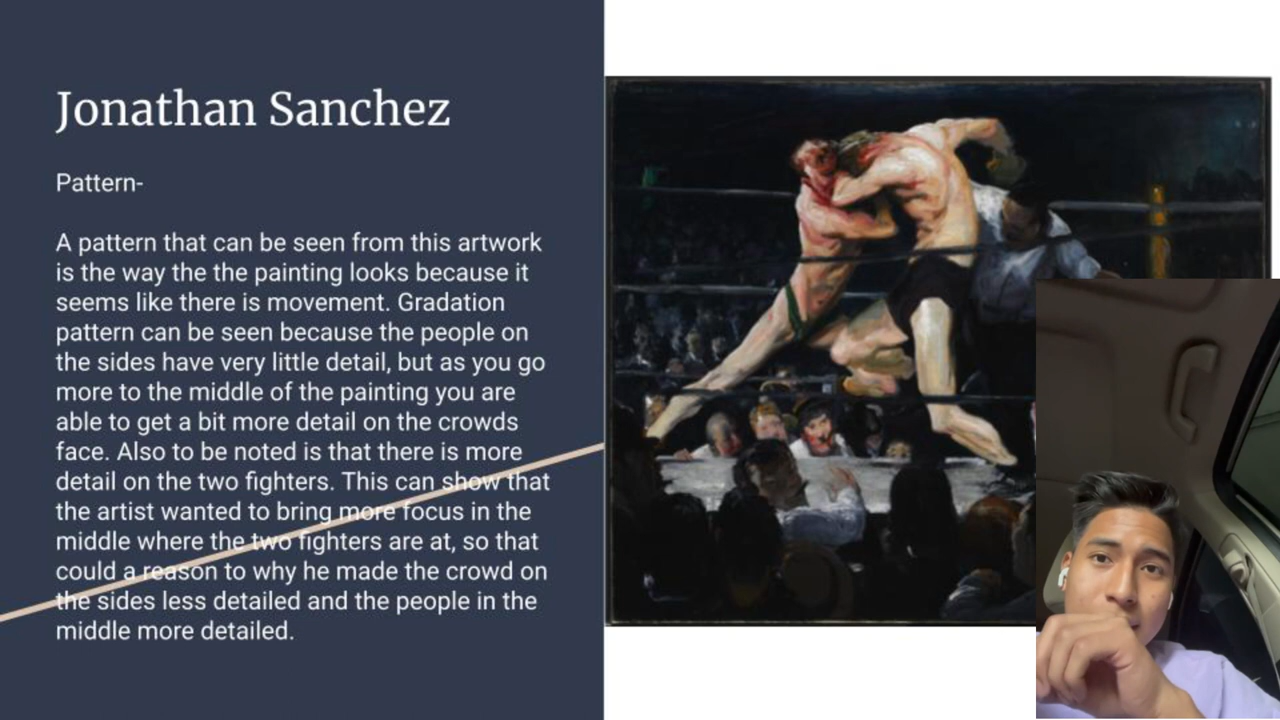 Jonathan Sanchez
Pattern-
A pattern that can be seen from this artwork
is the way the the painting looks because it
seems like there is movement. Gradation
pattern can be seen because the people on
the sides have very little detail, but as you go
more to the middle of the painting you are
able to get a bit more detail on the crowds
face. Also to be noted is that there is more
detail on the two fighters. This can show that
the artist wanted to bring more focus in the
middle where the two fighters are at, so that
could a reason to why he made the crowd on
the sides less detailed and the people in the
middle more detailed.